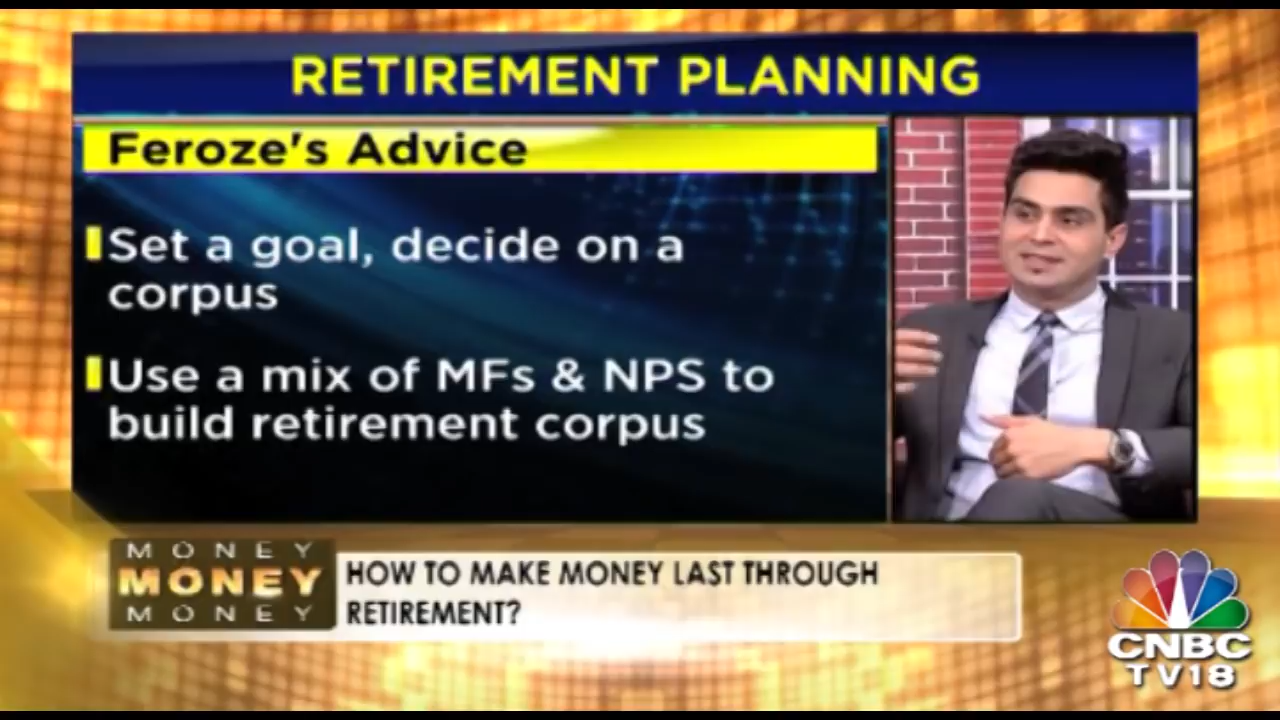 RETIREMENT PLANNING
Feroze's Advice
Set a goal, decide on a
corpus
Use a mix of MFs & NPS to
build retirement corpus
MONEY
MONEY
MONEY
HOW TO MAKE MONEY LAST THROUGH
RETIREMENT?
CNBC
TV18